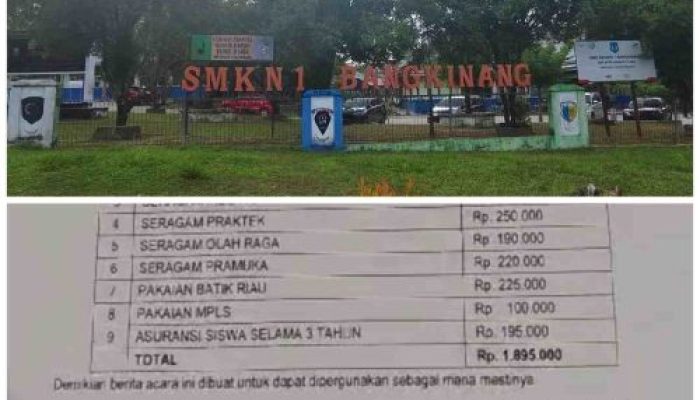 SMKN 1 BANGKINANG
4 SERAGAM PRAKTEK Rp. 250.000
5 SERAGAM OLAH RAGA Rp. 190.000
6 SERAGAM PRAMUKA Rp. 220.000
7 PAKAIAN BATIK RIAU Rp. 225.000
8 PAKAIAN MPLS Rp 100.000
9 ASURANSI SISWA SELAMA 3 TAHUN Rp. 195.000
TOTAL Rp. 1.895.000
Demikian berita acara ini dibuat untuk dapat dipergunakan sebagai mana mestinya